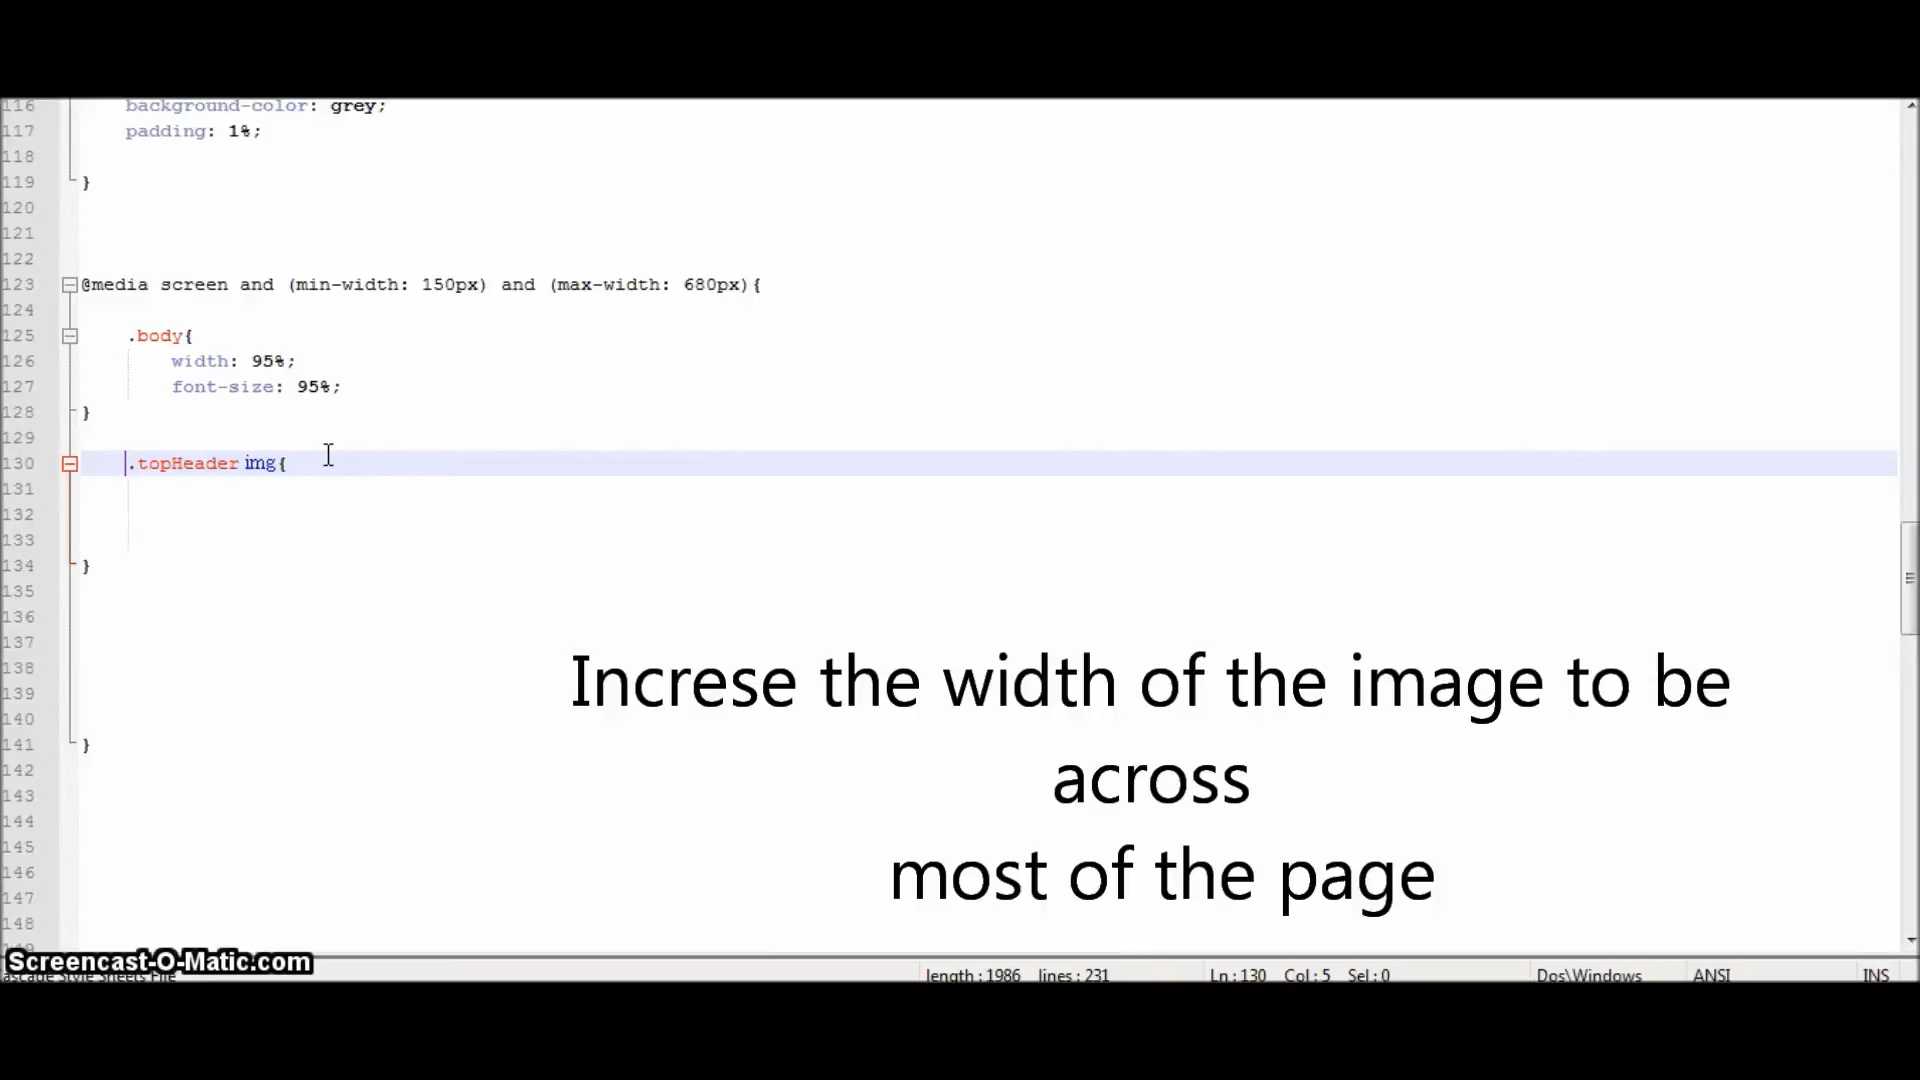 116 background-color: grey;
117 padding: 1%;
118
119 }
120
121
122
123 @media screen and (min-width: 150px) and (max-width: 680px){
124
125 .body{
126 width: 95%;
127 font-size: 95%;
128 }
129
130 .topHeader img{
131
132
133
134 }
135
136
137
138
139
140
141 }
142
143
144
145
146
147
148
Increse the width of the image to be
across
most of the page
Screencast-O-Matic.com
length : 1986 lines : 231 Ln : 130 Col : 5 Sel : 0 Dos\Windows ANSI INS